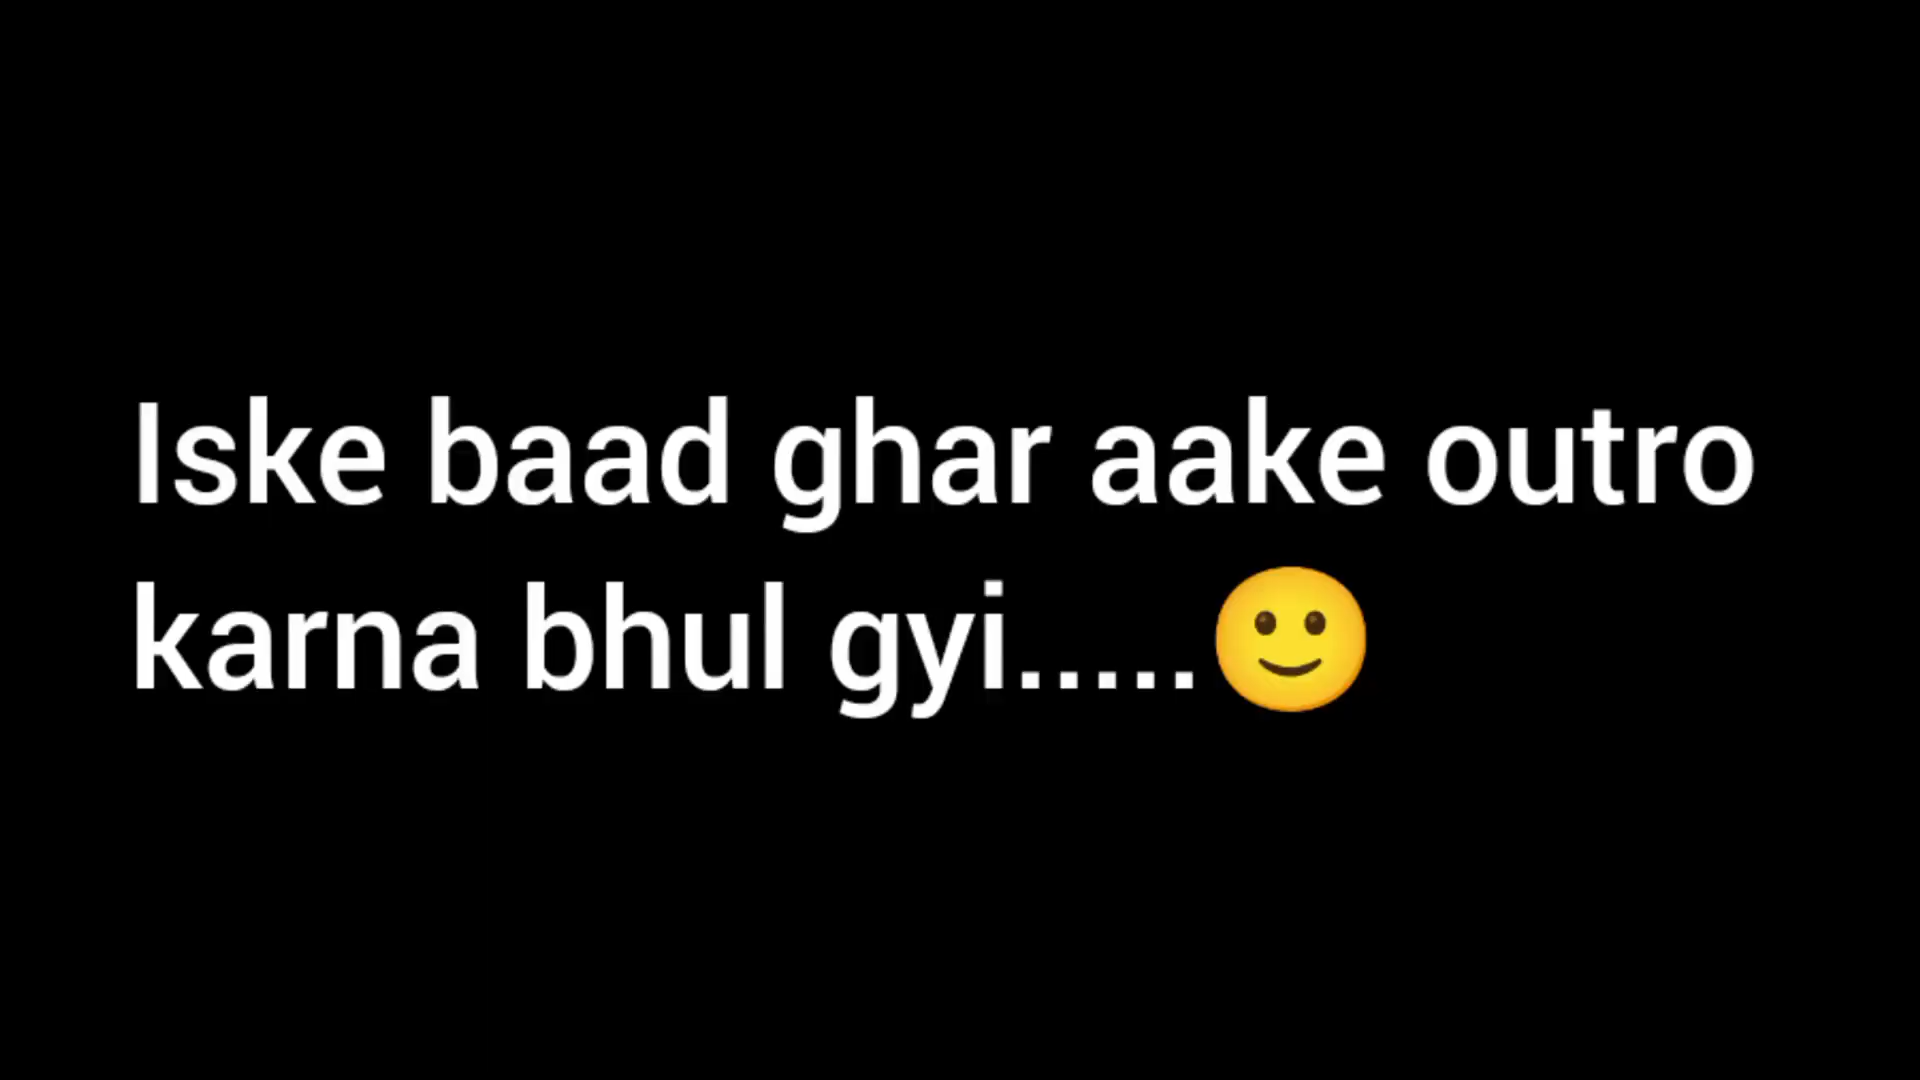 Iske baad ghar aake outro
karna bhul gyi.....🙂